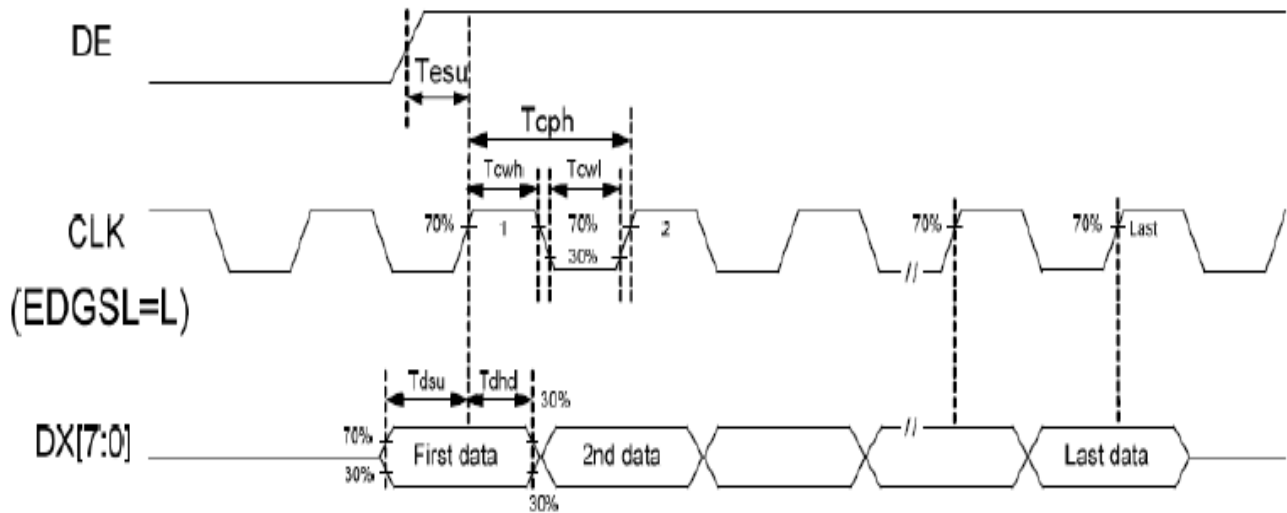 DE
Tesu
Tcph
Tcwh
Tcwl
CLK
70%
1
70%
2
70%
70%
Last
30%
//
(EDGSL=L)
Tdsu
Tdhd
30%
DX[7:0]
70%
First data
2nd data
//
Last data
30%
30%